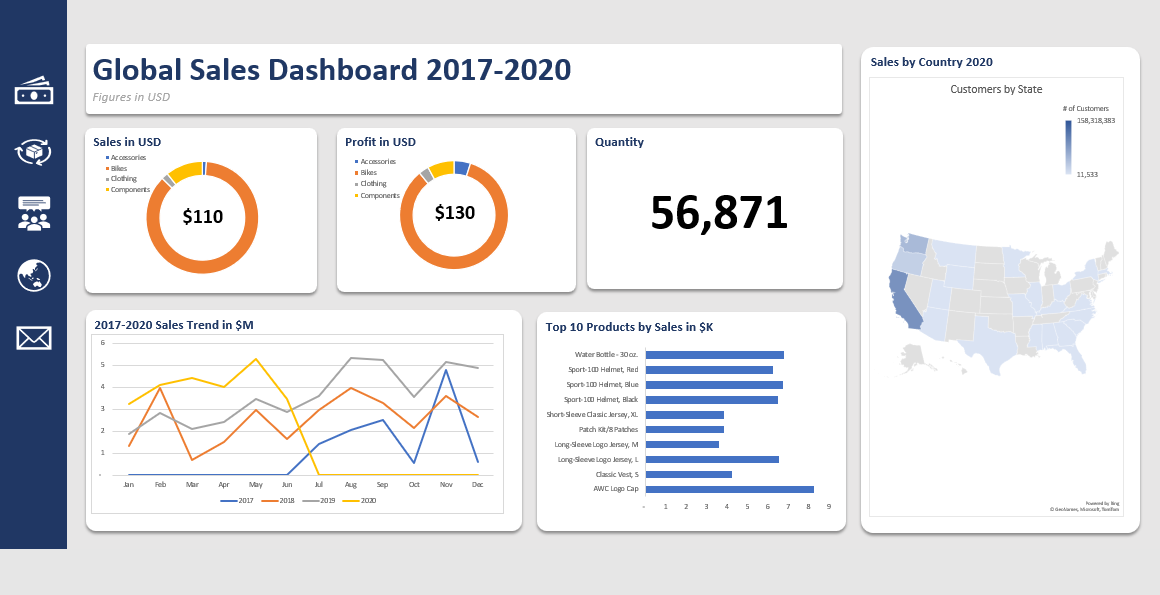 Global Sales Dashboard 2017-2020
Figures in USD
Sales in USD
Accessories
Bikes
Clothing
Components
$110
Profit in USD
Accessories
Bikes
Clothing
Components
$130
Quantity
56,871
2017-2020 Sales Trend in $M
6
5
4
3
2
1
-
Jan Feb Mar Apr May Jun Jul Aug Sep Oct Nov Dec
2017 2018 2019 2020
Top 10 Products by Sales in $K
Water Bottle - 30 oz.
Sport-100 Helmet, Red
Sport-100 Helmet, Blue
Sport-100 Helmet, Black
Short-Sleeve Classic Jersey, XL
Patch Kit/8 Patches
Long-Sleeve Logo Jersey, M
Long-Sleeve Logo Jersey, L
Classic Vest, S
AWC Logo Cap
- 1 2 3 4 5 6 7 8 9
Sales by Country 2020
Customers by State
# of Customers
158,318,383
11,533
Powered by Bing
© GeoNames, Microsoft, TomTom